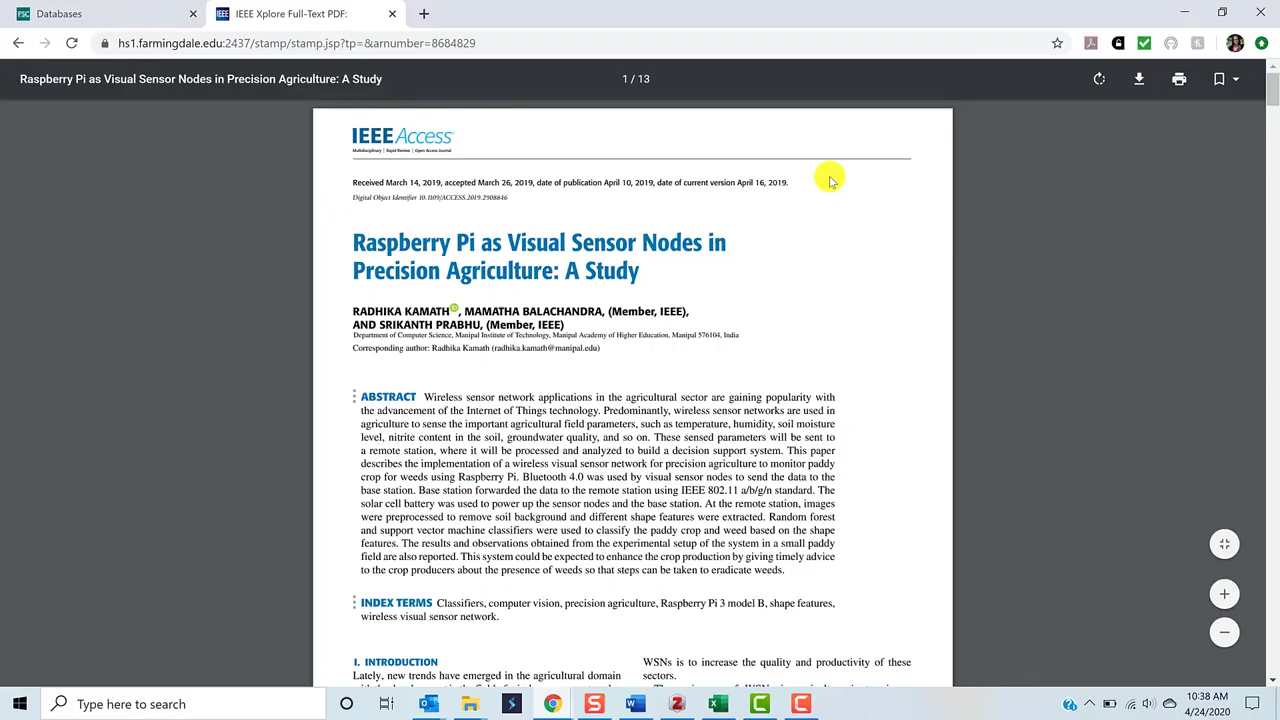 Databases
IEEE Xplore Full-Text PDF:
hs1.farmingdale.edu:2437/stamp/stamp.jsp?tp=&arnumber=8684829
Raspberry Pi as Visual Sensor Nodes in Precision Agriculture: A Study
1 / 13
IEEE Access
Multidisciplinary | Rapid Review | Open Access Journal
Received March 14, 2019, accepted March 26, 2019, date of publication April 10, 2019, date of current version April 16, 2019.
Digital Object Identifier 10.1109/ACCESS.2019.2908846
Raspberry Pi as Visual Sensor Nodes in
Precision Agriculture: A Study
RADHIKA KAMATH, MAMATHA BALACHANDRA, (Member, IEEE),
AND SRIKANTH PRABHU, (Member, IEEE)
Department of Computer Science, Manipal Institute of Technology, Manipal Academy of Higher Education, Manipal 576104, India
Corresponding author: Radhika Kamath (radhika.kamath@manipal.edu)
ABSTRACT Wireless sensor network applications in the agricultural sector are gaining popularity with
the advancement of the Internet of Things technology. Predominantly, wireless sensor networks are used in
agriculture to sense the important agricultural field parameters, such as temperature, humidity, soil moisture
level, nitrite content in the soil, groundwater quality, and so on. These sensed parameters will be sent to
a remote station, where it will be processed and analyzed to build a decision support system. This paper
describes the implementation of a wireless visual sensor network for precision agriculture to monitor paddy
crop for weeds using Raspberry Pi. Bluetooth 4.0 was used by visual sensor nodes to send the data to the
base station. Base station forwarded the data to the remote station using IEEE 802.11 a/b/g/n standard. The
solar cell battery was used to power up the sensor nodes and the base station. At the remote station, images
were preprocessed to remove soil background and different shape features were extracted. Random forest
and support vector machine classifiers were used to classify the paddy crop and weed based on the shape
features. The results and observations obtained from the experimental setup of the system in a small paddy
field are also reported. This system could be expected to enhance the crop production by giving timely advice
to the crop producers about the presence of weeds so that steps can be taken to eradicate weeds.
INDEX TERMS Classifiers, computer vision, precision agriculture, Raspberry Pi 3 model B, shape features,
wireless visual sensor network.
I. INTRODUCTION
Lately, new trends have emerged in the agricultural domain
WSNs is to increase the quality and productivity of these
sectors.
Type here to search
10:38 AM
4/24/2020